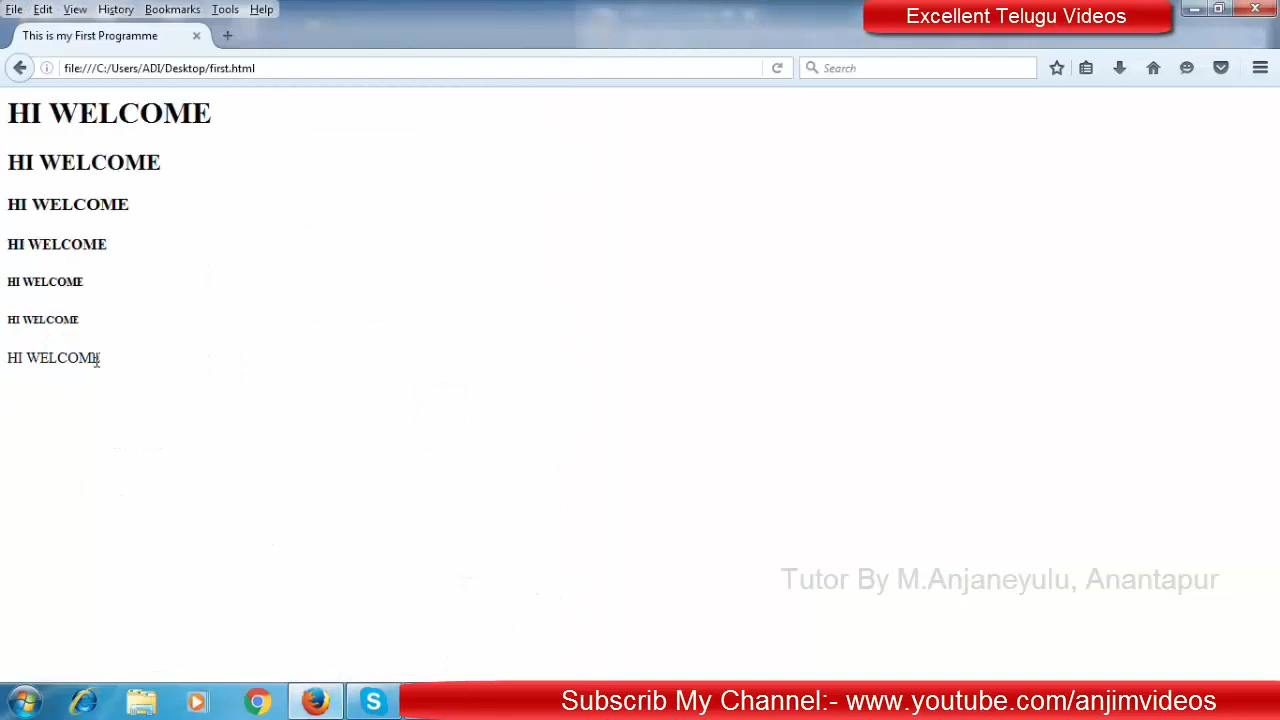 File Edit View History Bookmarks Tools Help
Excellent Telugu Videos
This is my First Programme
file:///C:/Users/ADI/Desktop/first.html
Search
HI WELCOME
HI WELCOME
HI WELCOME
HI WELCOME
HI WELCOME
HI WELCOME
HI WELCOME
Tutor By M.Anjaneyulu, Anantapur
Subscrib My Channel:- www.youtube.com/anjimvideos